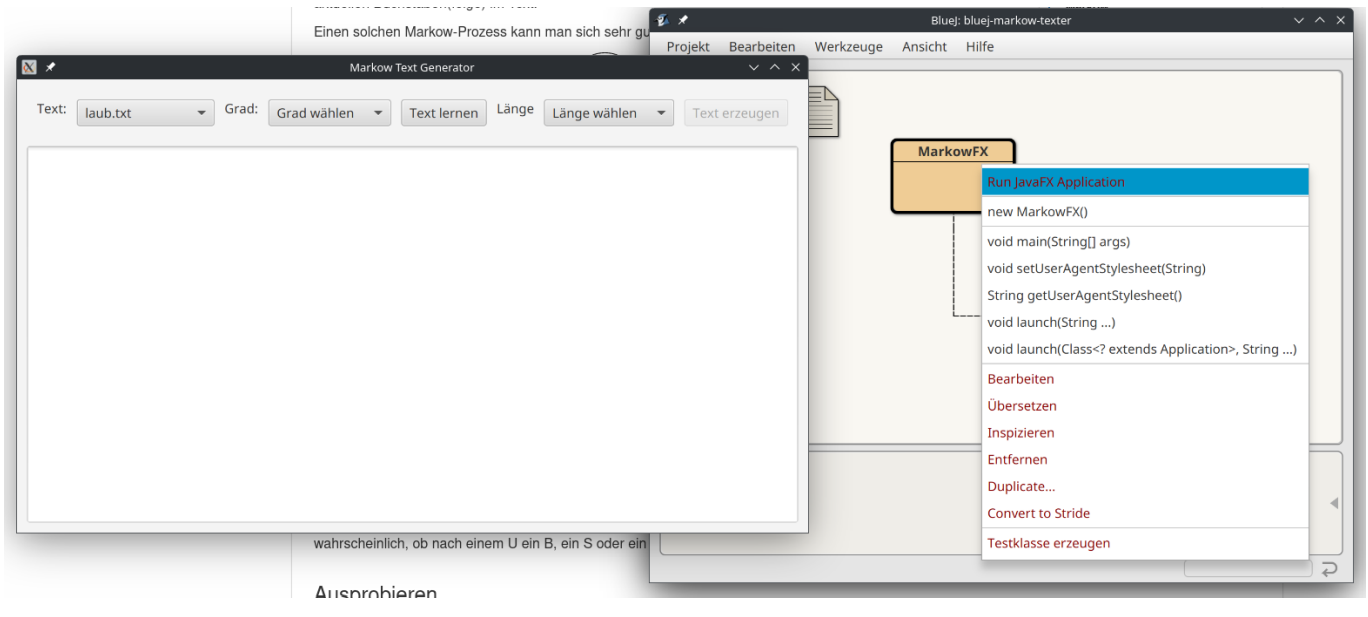 Einen solchen Markow-Prozess kann man sich sehr gu
BlueJ: bluej-markow-texter
Projekt Bearbeiten Werkzeuge Ansicht Hilfe
Markow Text Generator
Text: laub.txt Grad: Grad wählen Text lernen Länge Länge wählen Text erzeugen
MarkowFX
Run JavaFX Application
new MarkowFX()
void main(String[] args)
void setUserAgentStylesheet(String)
String getUserAgentStylesheet()
void launch(String ...)
void launch(Class<? extends Application>, String ...)
Bearbeiten
Übersetzen
Inspizieren
Entfernen
Duplicate...
Convert to Stride
Testklasse erzeugen
wahrscheinlich, ob nach einem U ein B, ein S oder ein
Ausprobieren